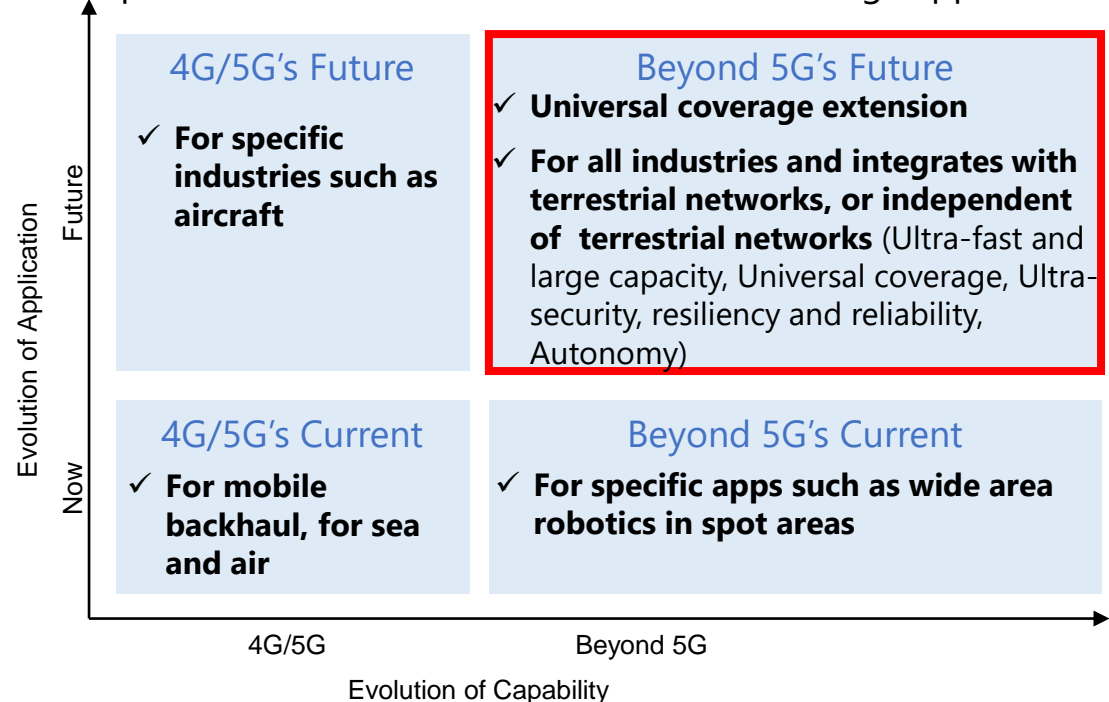 4G/5G's Future
✓ For specific
industries such as
aircraft
Beyond 5G's Future
✓ Universal coverage extension
✓ For all industries and integrates with
terrestrial networks, or independent
of terrestrial networks (Ultra-fast and
large capacity, Universal coverage, Ultra-
security, resiliency and reliability,
Autonomy)
4G/5G's Current
✓ For mobile
backhaul, for sea
and air
Beyond 5G's Current
✓ For specific apps such as wide area
robotics in spot areas
Evolution of Application
Future
Now
4G/5G
Beyond 5G
Evolution of Capability